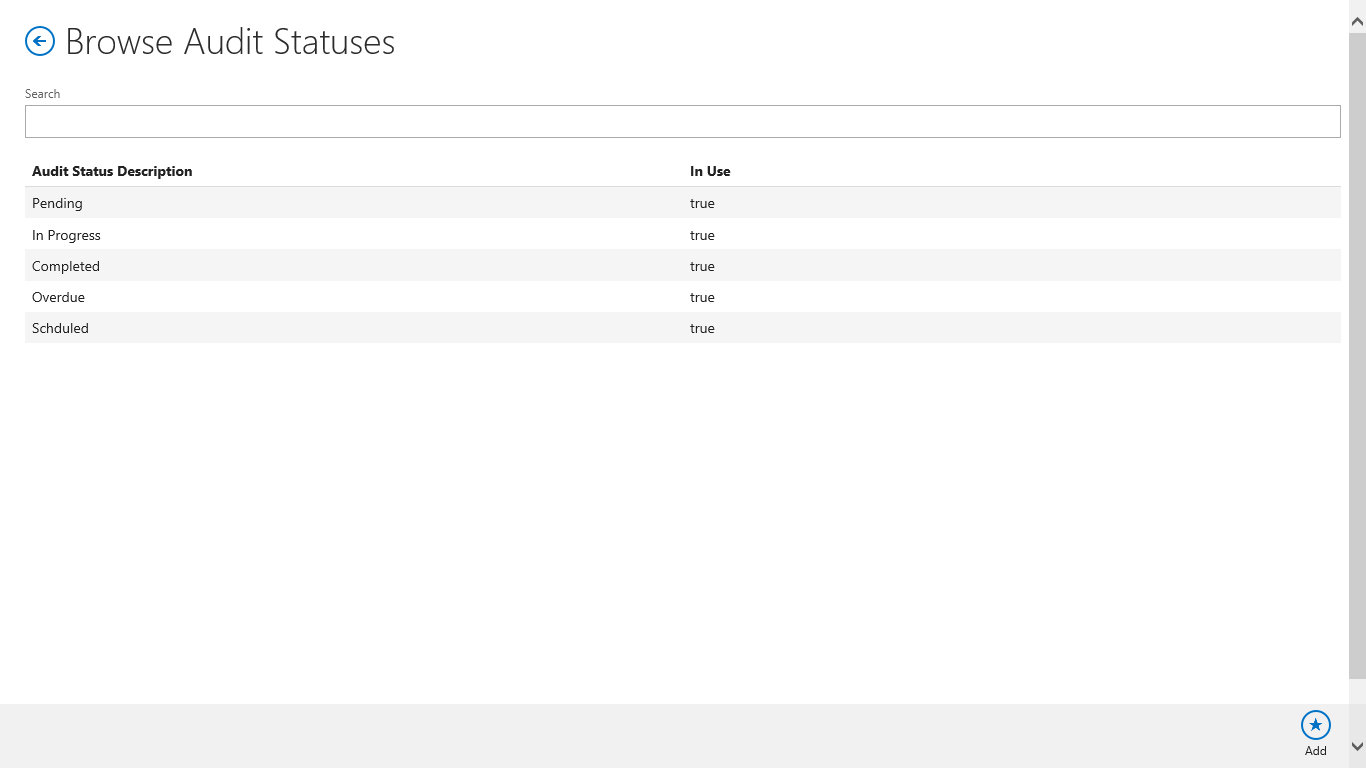 Browse Audit Statuses
Search
Audit Status Description In Use
Pending true
In Progress true
Completed true
Overdue true
Schduled true
Add